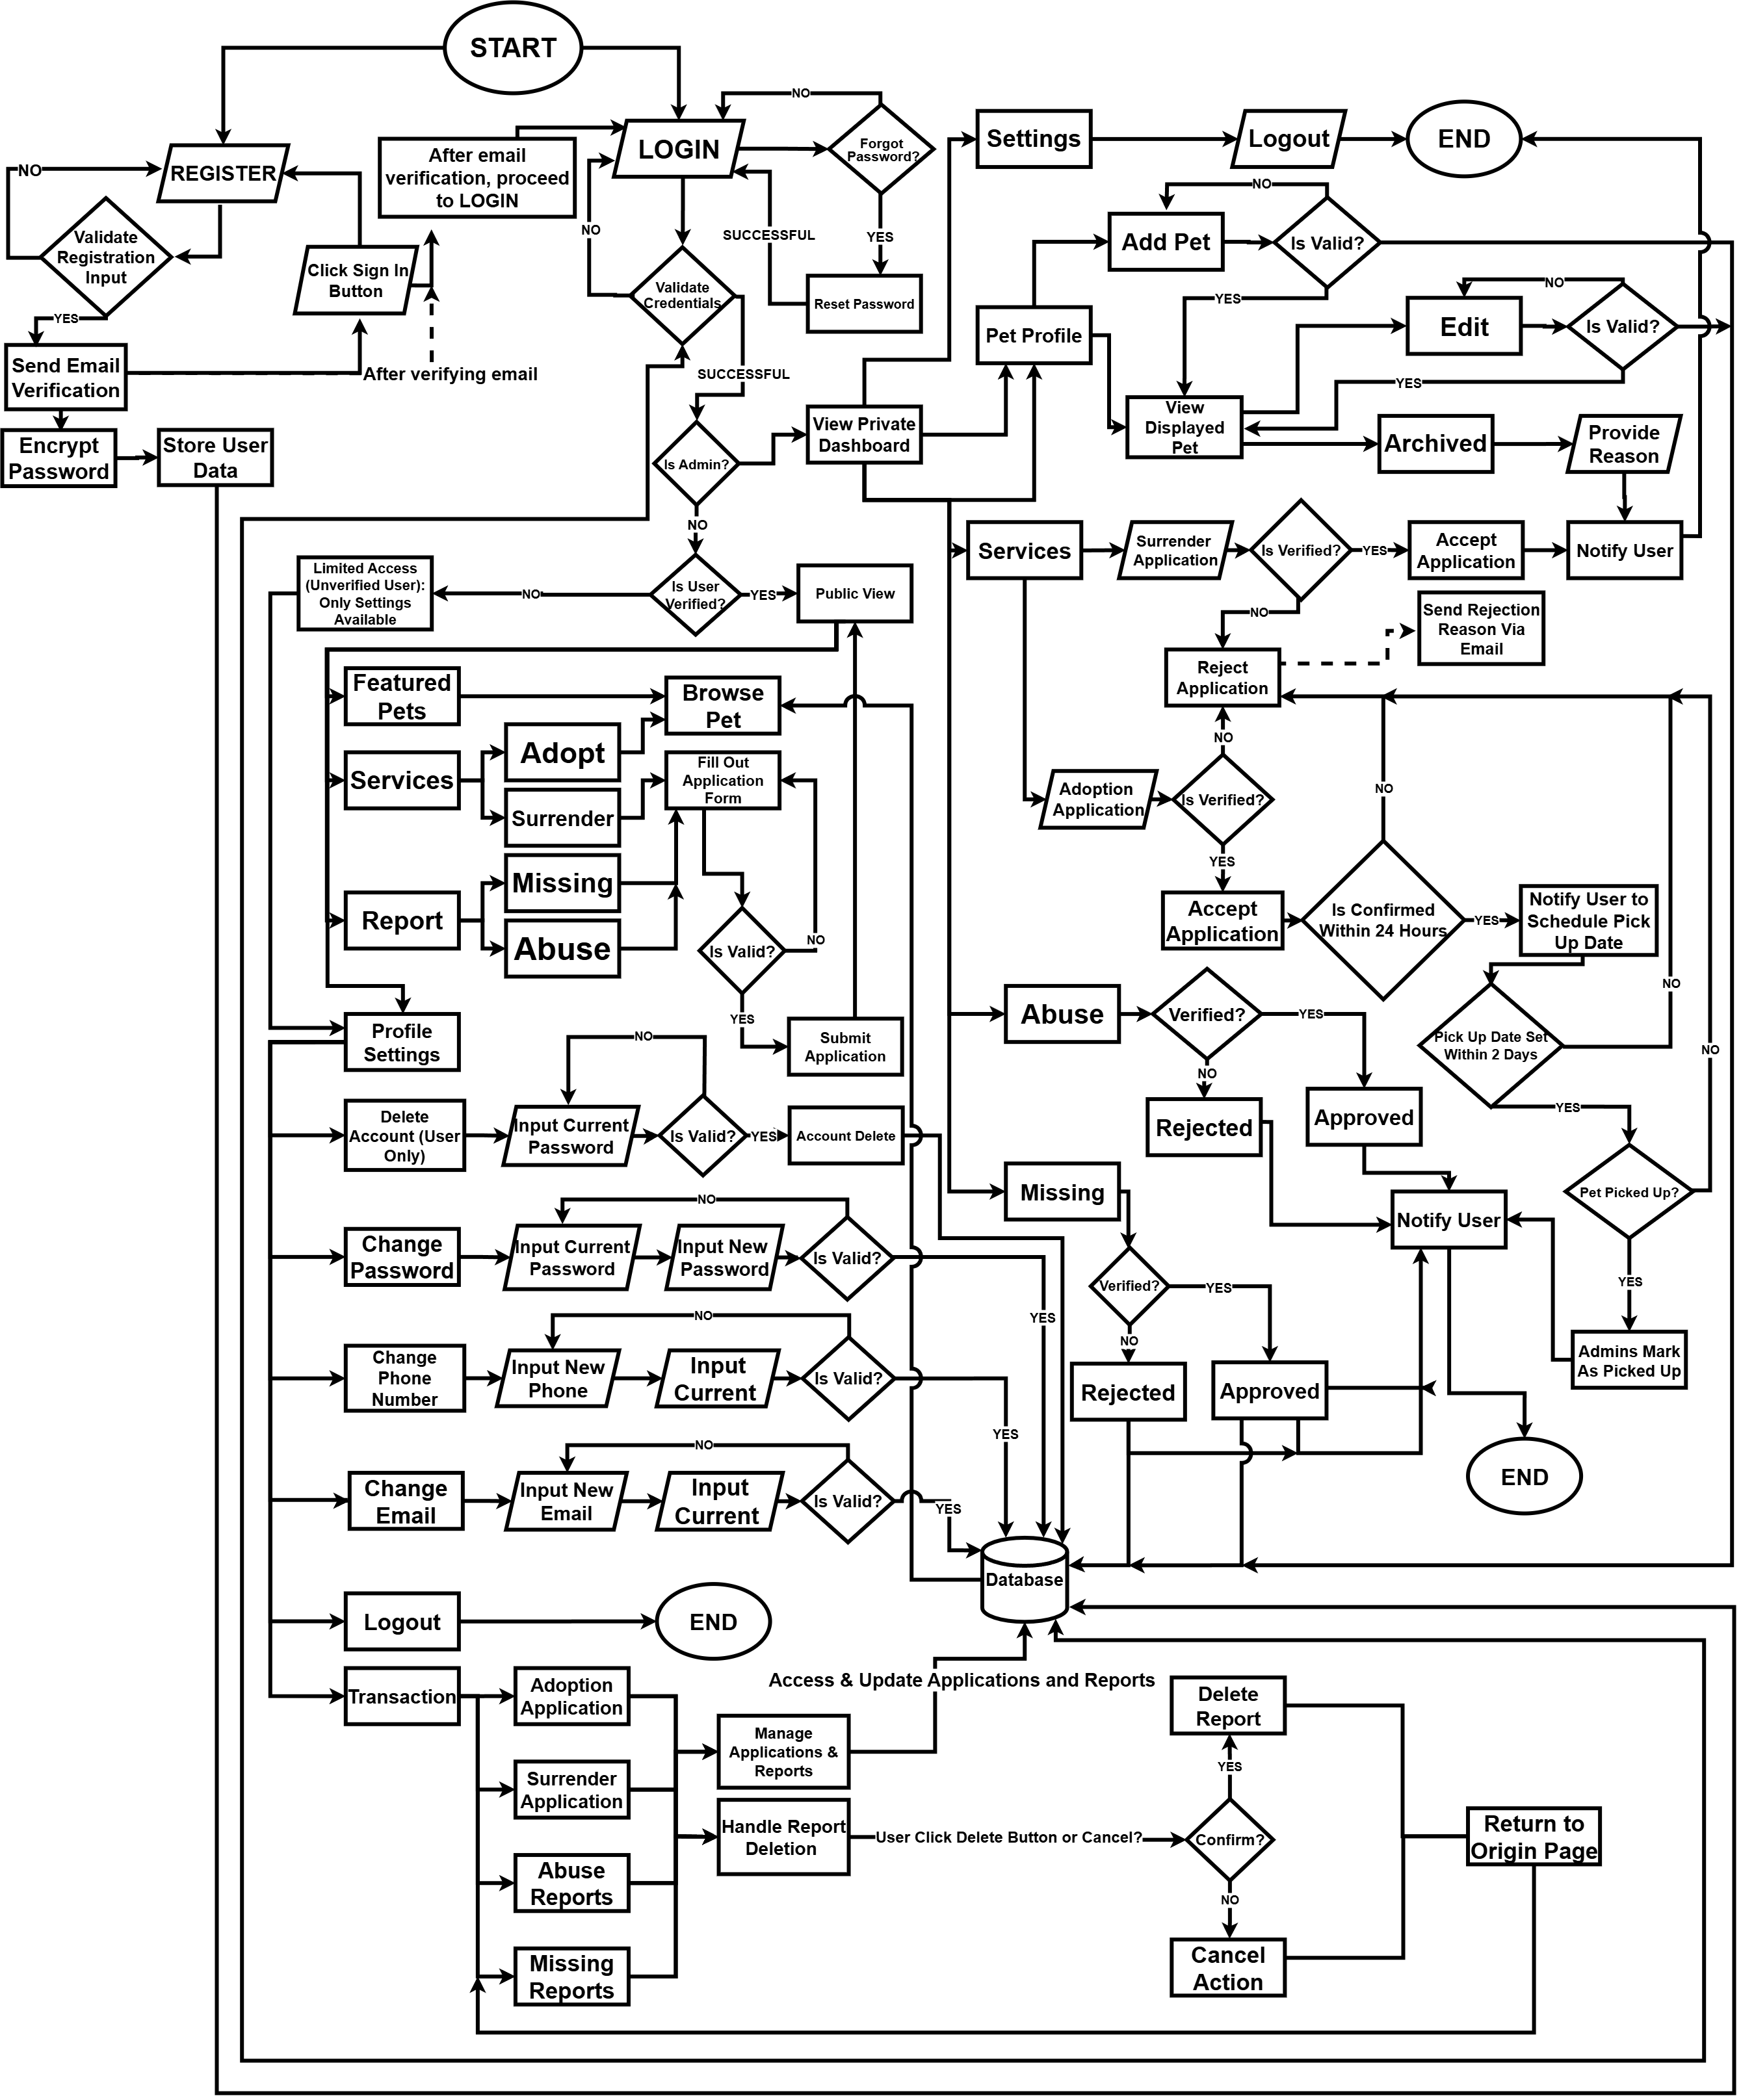 START
NO
REGISTER
Validate
Registration
Input
YES
Send Email
Verification
Encrypt
Password
Store User
Data
Click Sign In
Button
After verifying email
After email
verification, proceed
to LOGIN
LOGIN
NO
Forgot
Password?
YES
Reset Password
SUCCESSFUL
NO
Validate
Credentials
SUCCESSFUL
Is Admin?
NO
View Private
Dashboard
Is User
Verified?
NO
YES
Limited Access
(Unverified User):
Only Settings
Available
Public View
Settings
Logout
END
Pet Profile
Add Pet
NO
Is Valid?
YES
Edit
NO
Is Valid?
YES
View
Displayed
Pet
Archived
Provide
Reason
Services
Surrender
Application
Is Verified?
YES
Accept
Application
Notify User
NO
Reject
Application
Send Rejection
Reason Via
Email
NO
Adoption
Application
Is Verified?
YES
Accept
Application
NO
Is Confirmed
Within 24 Hours
YES
Notify User to
Schedule Pick
Up Date
NO
Pick Up Date Set
Within 2 Days
NO
YES
Pet Picked Up?
YES
Admins Mark
As Picked Up
Abuse
Verified?
YES
NO
Rejected
Approved
Notify User
Missing
Verified?
YES
NO
Rejected
Approved
END
Featured
Pets
Browse
Pet
Services
Adopt
Surrender
Fill Out
Application
Form
Report
Missing
Abuse
Is Valid?
NO
YES
Submit
Application
Profile
Settings
Delete
Account (User
Only)
Input Current
Password
NO
Is Valid?
YES
Account Delete
Change
Password
Input Current
Password
Input New
Password
NO
Is Valid?
YES
Change
Phone
Number
Input New
Phone
Input
Current
NO
Is Valid?
YES
Change
Email
Input New
Email
Input
Current
NO
Is Valid?
YES
Database
Logout
END
Transaction
Adoption
Application
Surrender
Application
Abuse
Reports
Missing
Reports
Manage
Applications &
Reports
Access & Update Applications and Reports
Handle Report
Deletion
User Click Delete Button or Cancel?
Confirm?
YES
Delete
Report
NO
Cancel
Action
Return to
Origin Page